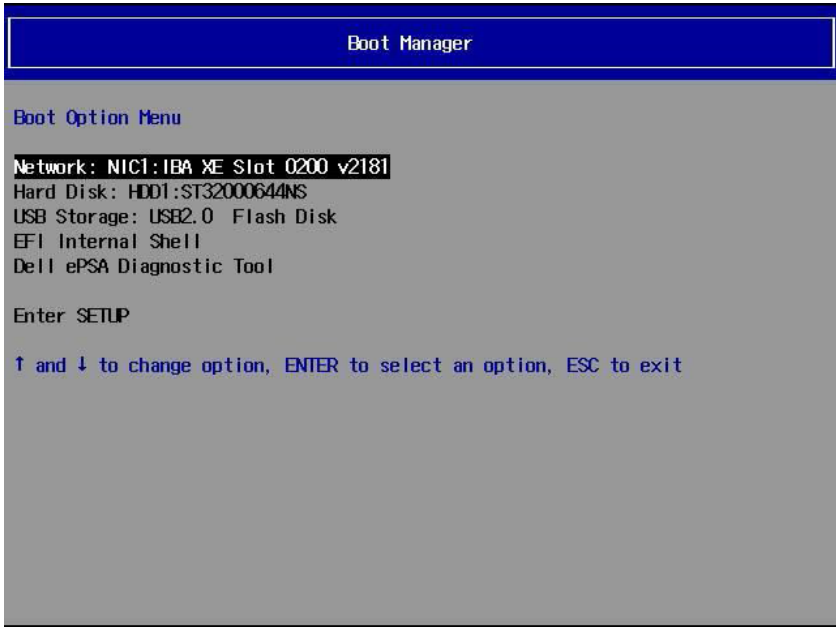 Boot Manager
Boot Option Menu
Network: NIC1:IBA XE Slot 0200 v2181
Hard Disk: HDD1:ST32000644NS
USB Storage: USB2.0 Flash Disk
EFI Internal Shell
Dell ePSA Diagnostic Tool
Enter SETUP
↑ and ↓ to change option, ENTER to select an option, ESC to exit